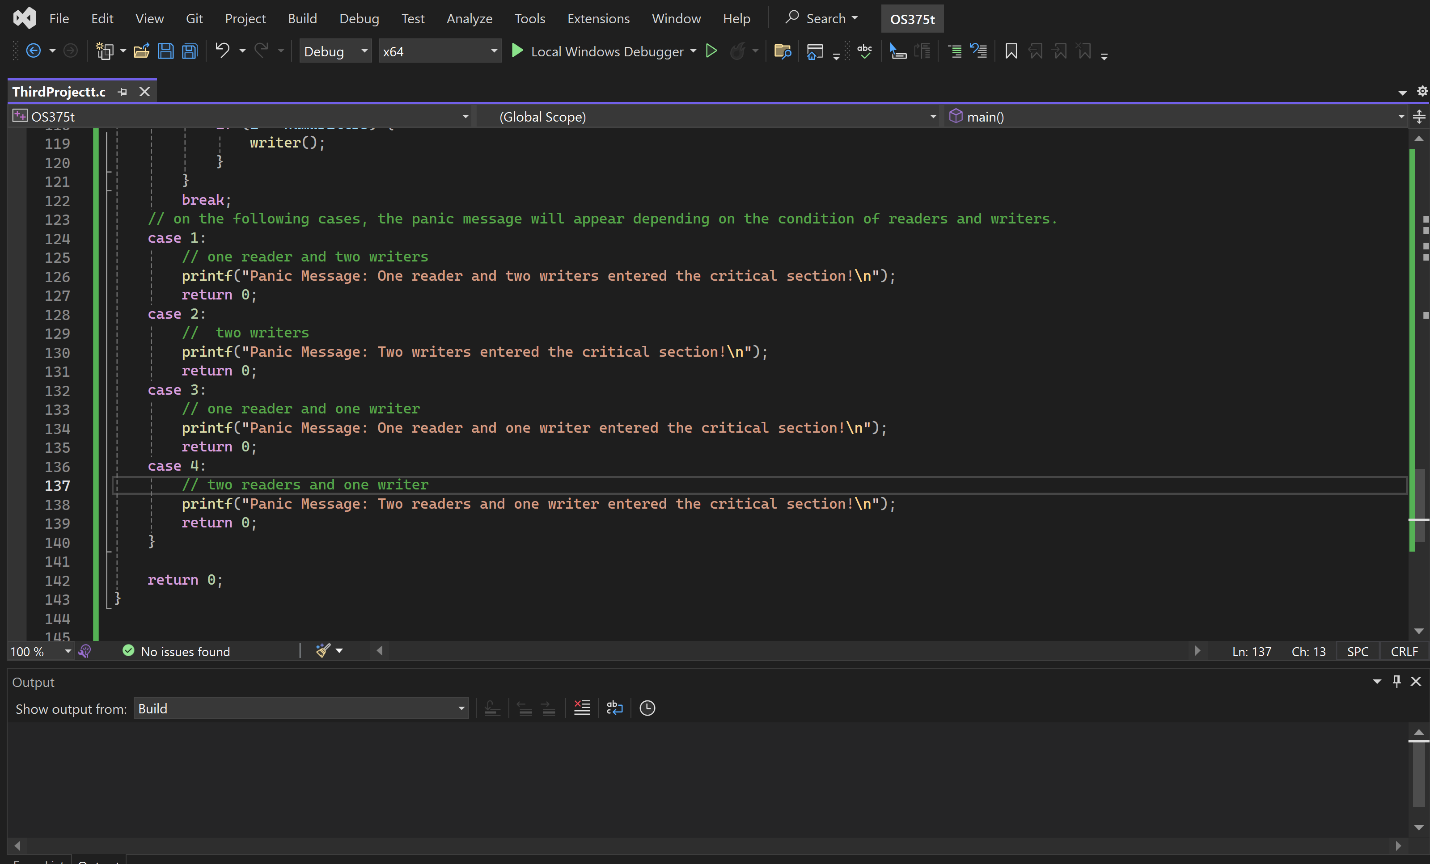 File Edit View Git Project Build Debug Test Analyze Tools Extensions Window Help Search OS375t
Debug x64 Local Windows Debugger abc
ThirdProjectt.c
OS375t (Global Scope) main()
119 writer();
120 }
121 }
122 break;
123 // on the following cases, the panic message will appear depending on the condition of readers and writers.
124 case 1:
125 // one reader and two writers
126 printf("Panic Message: One reader and two writers entered the critical section!\n");
127 return 0;
128 case 2:
129 //  two writers
130 printf("Panic Message: Two writers entered the critical section!\n");
131 return 0;
132 case 3:
133 // one reader and one writer
134 printf("Panic Message: One reader and one writer entered the critical section!\n");
135 return 0;
136 case 4:
137 // two readers and one writer
138 printf("Panic Message: Two readers and one writer entered the critical section!\n");
139 return 0;
140 }
141
142 return 0;
143 }
144
145
100 % No issues found Ln: 137 Ch: 13 SPC CRLF
Output
Show output from: Build